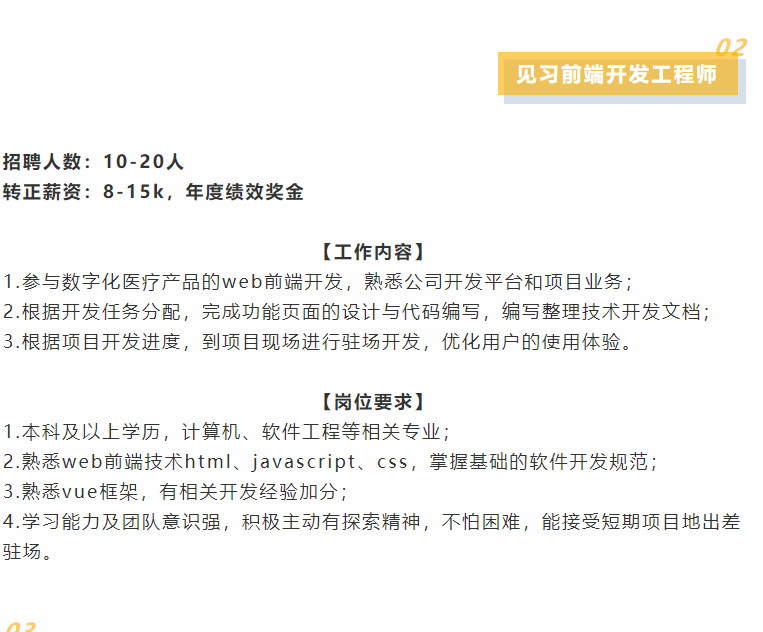 02
见习前端开发工程师
招聘人数：10-20人
转正薪资：8-15k，年度绩效奖金
【工作内容】
1.参与数字化医疗产品的web前端开发，熟悉公司开发平台和项目业务；
2.根据开发任务分配，完成功能页面的设计与代码编写，编写整理技术开发文档；
3.根据项目开发进度，到项目现场进行驻场开发，优化用户的使用体验。
【岗位要求】
1.本科及以上学历，计算机、软件工程等相关专业；
2.熟悉web前端技术html、javascript、css，掌握基础的软件开发规范；
3.熟悉vue框架，有相关开发经验加分；
4.学习能力及团队意识强，积极主动有探索精神，不怕困难，能接受短期项目地出差
驻场。
03